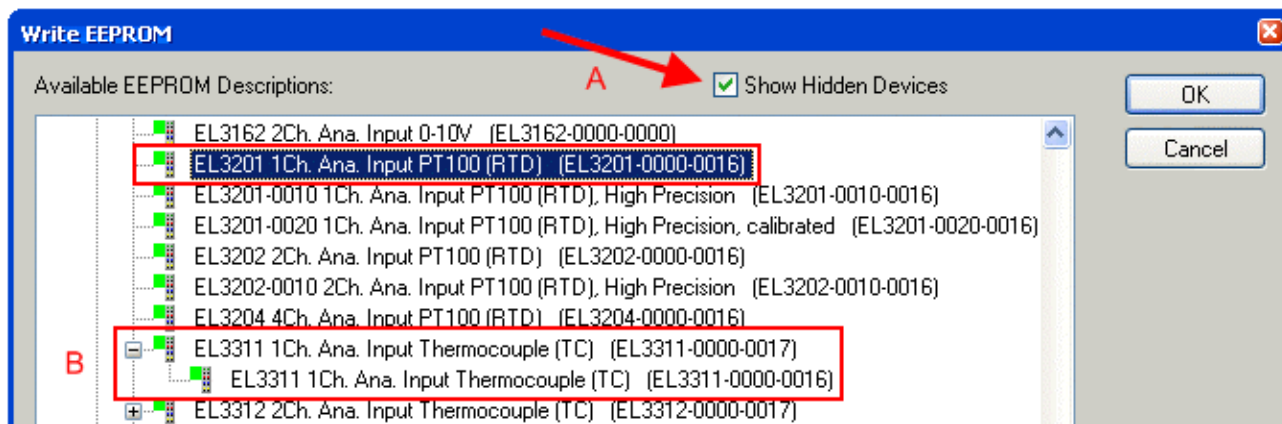 Write EEPROM
Available EEPROM Descriptions:
A
Show Hidden Devices
OK
Cancel
EL3162 2Ch. Ana. Input 0-10V (EL3162-0000-0000)
EL3201 1Ch. Ana. Input PT100 (RTD) (EL3201-0000-0016)
EL3201-0010 1Ch. Ana. Input PT100 (RTD), High Precision (EL3201-0010-0016)
EL3201-0020 1Ch. Ana. Input PT100 (RTD), High Precision, calibrated (EL3201-0020-0016)
EL3202 2Ch. Ana. Input PT100 (RTD) (EL3202-0000-0016)
EL3202-0010 2Ch. Ana. Input PT100 (RTD), High Precision (EL3202-0010-0016)
EL3204 4Ch. Ana. Input PT100 (RTD) (EL3204-0000-0016)
B
EL3311 1Ch. Ana. Input Thermocouple (TC) (EL3311-0000-0017)
EL3311 1Ch. Ana. Input Thermocouple (TC) (EL3311-0000-0016)
EL3312 2Ch. Ana. Input Thermocouple (TC) (EL3312-0000-0017)